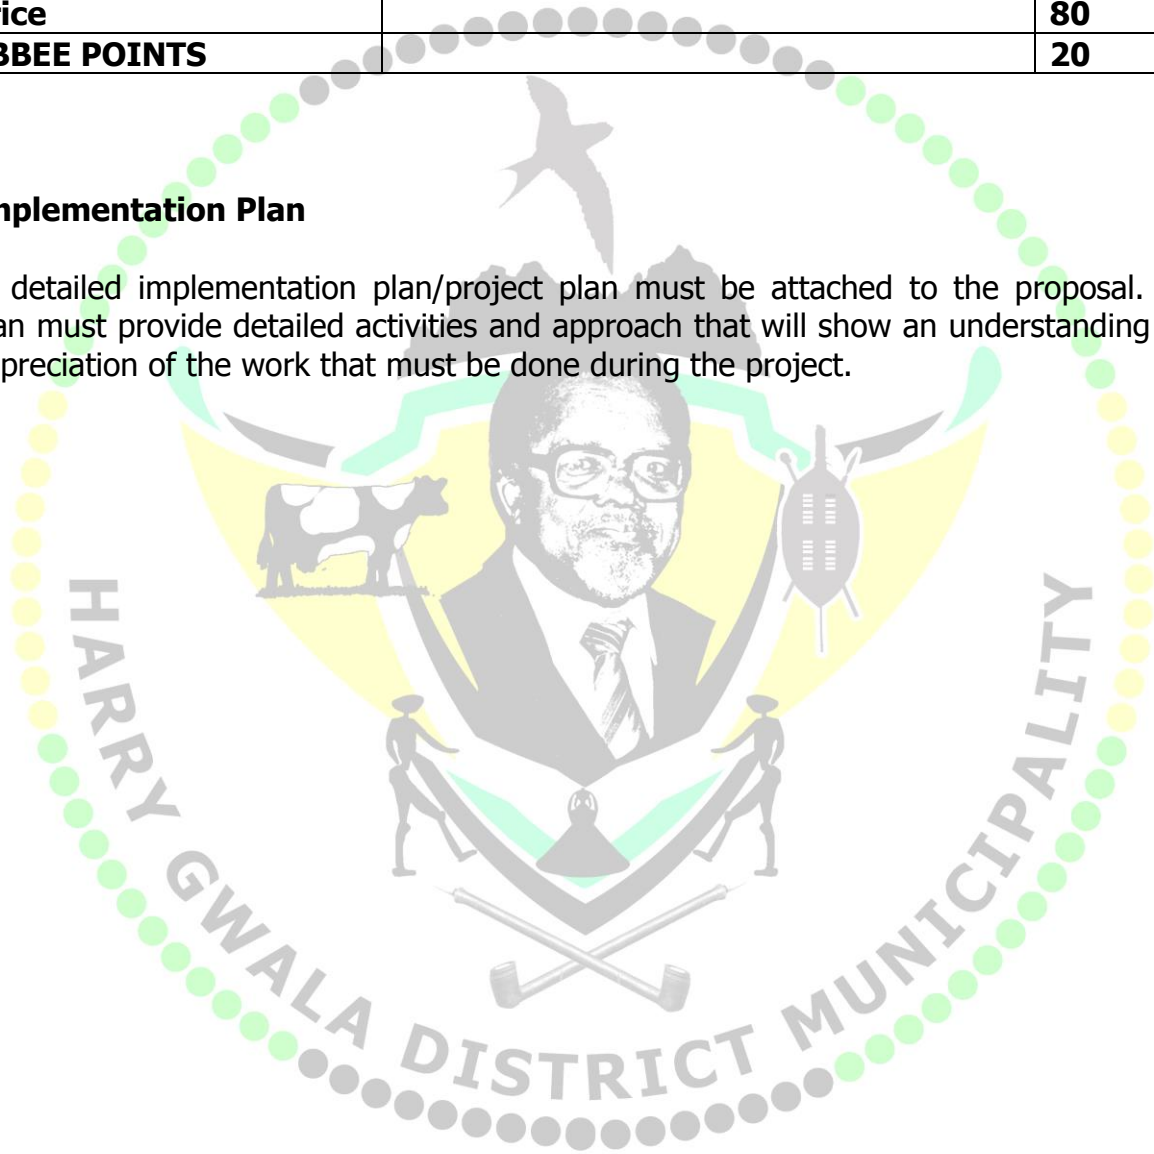 rice 80
BBEE POINTS 20
mplementation Plan
detailed implementation plan/project plan must be attached to the proposal.
an must provide detailed activities and approach that will show an understanding
preciation of the work that must be done during the project.
HARRY GWALA DISTRICT MUNICIPALITY